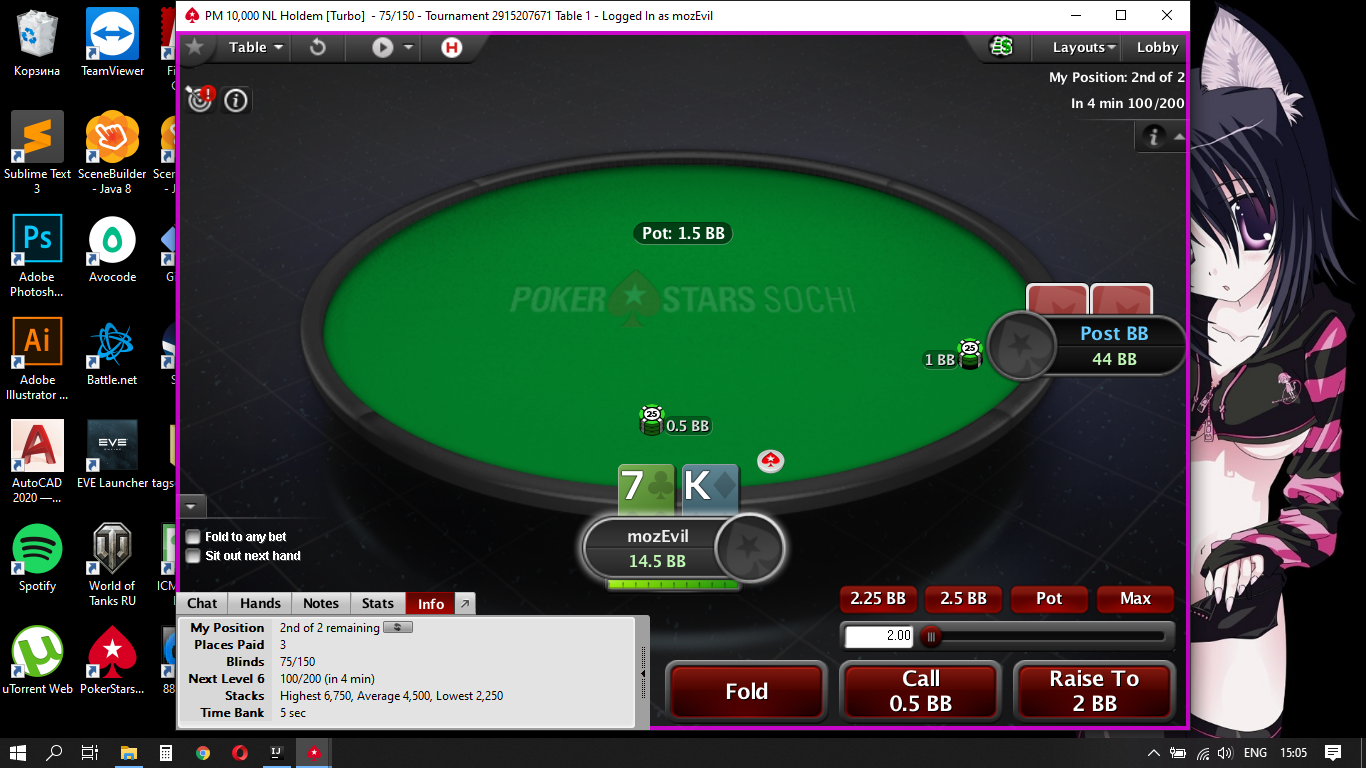 PM 10,000 NL Holdem [Turbo] - 75/150 - Tournament 2915207671 Table 1 - Logged In as mozEvil
Table
H
Layouts
Lobby
My Position: 2nd of 2
In 4 min 100/200
Pot: 1.5 BB
POKER STARS SOCHI
Post BB
44 BB
1 BB
25
25
0.5 BB
7
K
mozEvil
14.5 BB
Fold to any bet
Sit out next hand
Chat
Hands
Notes
Stats
Info
My Position 2nd of 2 remaining
Places Paid 3
Blinds 75/150
Next Level 6 100/200 (in 4 min)
Stacks Highest 6,750, Average 4,500, Lowest 2,250
Time Bank 5 sec
2.25 BB
2.5 BB
Pot
Max
2.00
Fold
Call
0.5 BB
Raise To
2 BB
Корзина
TeamViewer
Sublime Text
3
SceneBuilder
- Java 8
Ps
Adobe
Photosh...
Avocode
Ai
Adobe
Illustrator ...
Battle.net
AutoCAD
2020 —...
EVE
EVE Launcher
tags
Spotify
World of
Tanks RU
ICM
uTorrent Web
PokerStars...
88
IJ
ENG
15:05